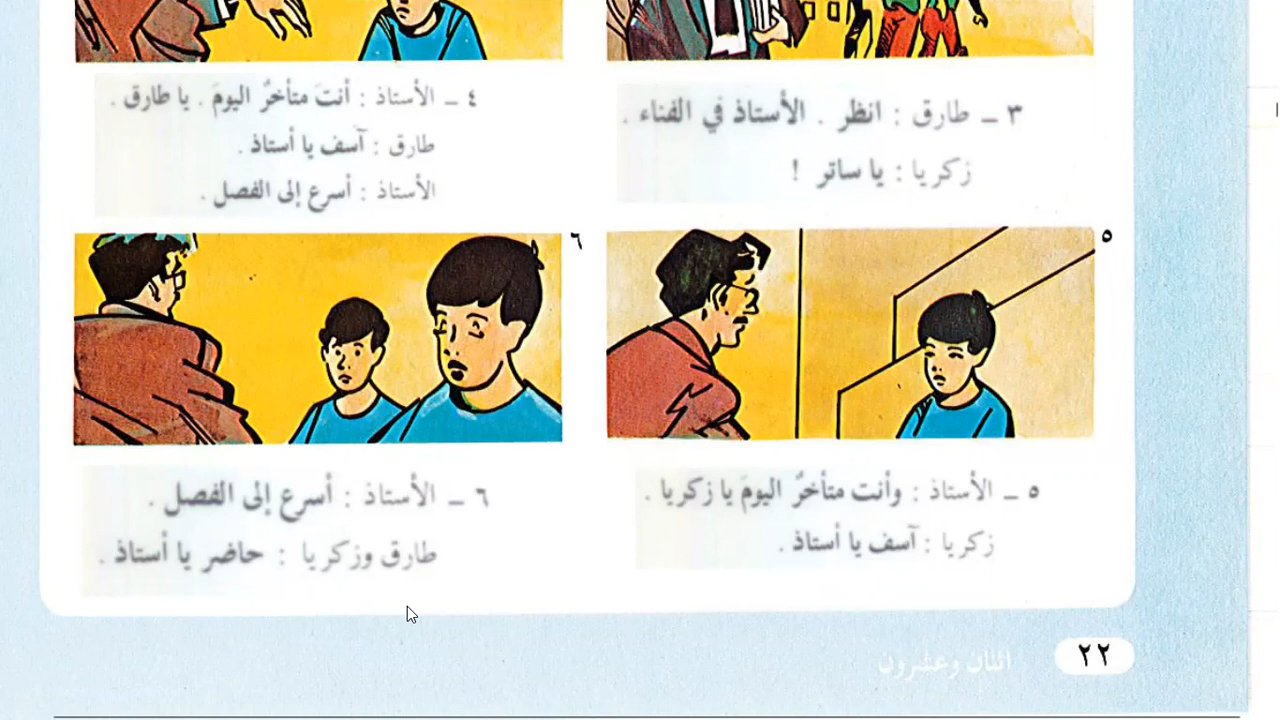 ٣ ـ طارق : انظر . الأستاذ في الفناء .
زكريا : يا ساتر !
٤ ـ الأستاذ : أنتَ متأخرٌ اليومَ . يا طارق .
طارق : آسف يا أستاذ .
الأستاذ : أسرع إلى الفصل .
٥
٦
٥ ـ الأستاذ : وأنت متأخرٌ اليومَ يا زكريا .
زكريا : آسف يا أستاذ .
٦ ـ الأستاذ : أسرع إلى الفصل .
طارق وزكريا : حاضر يا أستاذ .
٢٢ اثنان وعشرون